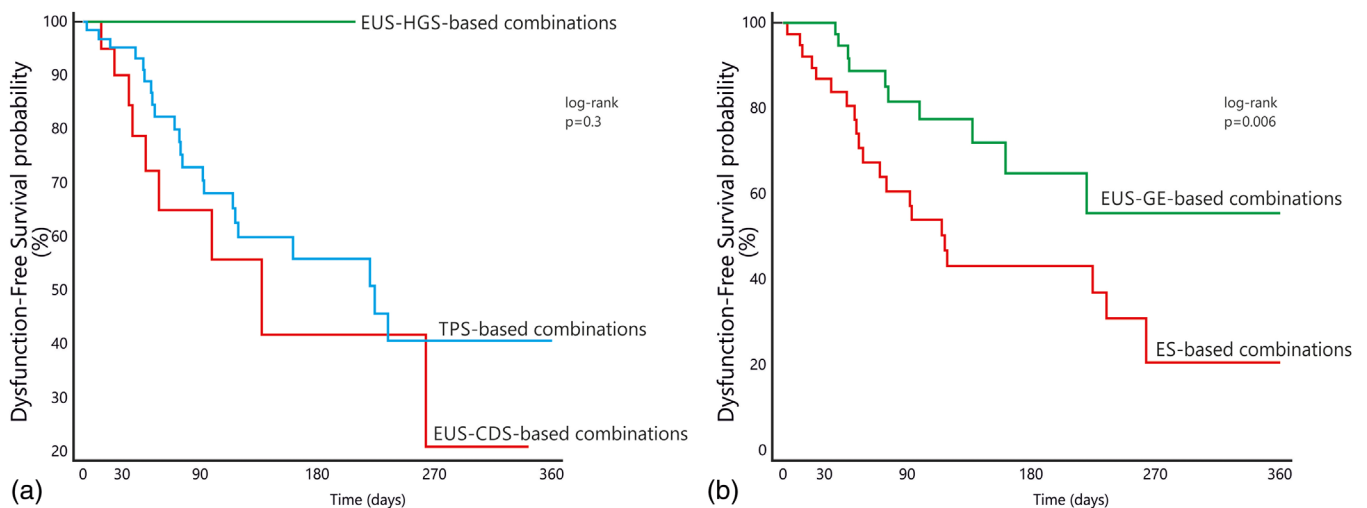 Dysfunction-Free Survival probability
(%)
100
90
80
70
60
50
40
30
20
EUS-HGS-based combinations
log-rank
p=0.3
TPS-based combinations
EUS-CDS-based combinations
0 30 90 180 270 360
Time (days)
(a)
Dysfunction-Free Survival probability
(%)
100
80
60
40
20
0
log-rank
p=0.006
EUS-GE-based combinations
ES-based combinations
0 30 90 180 270 360
Time (days)
(b)